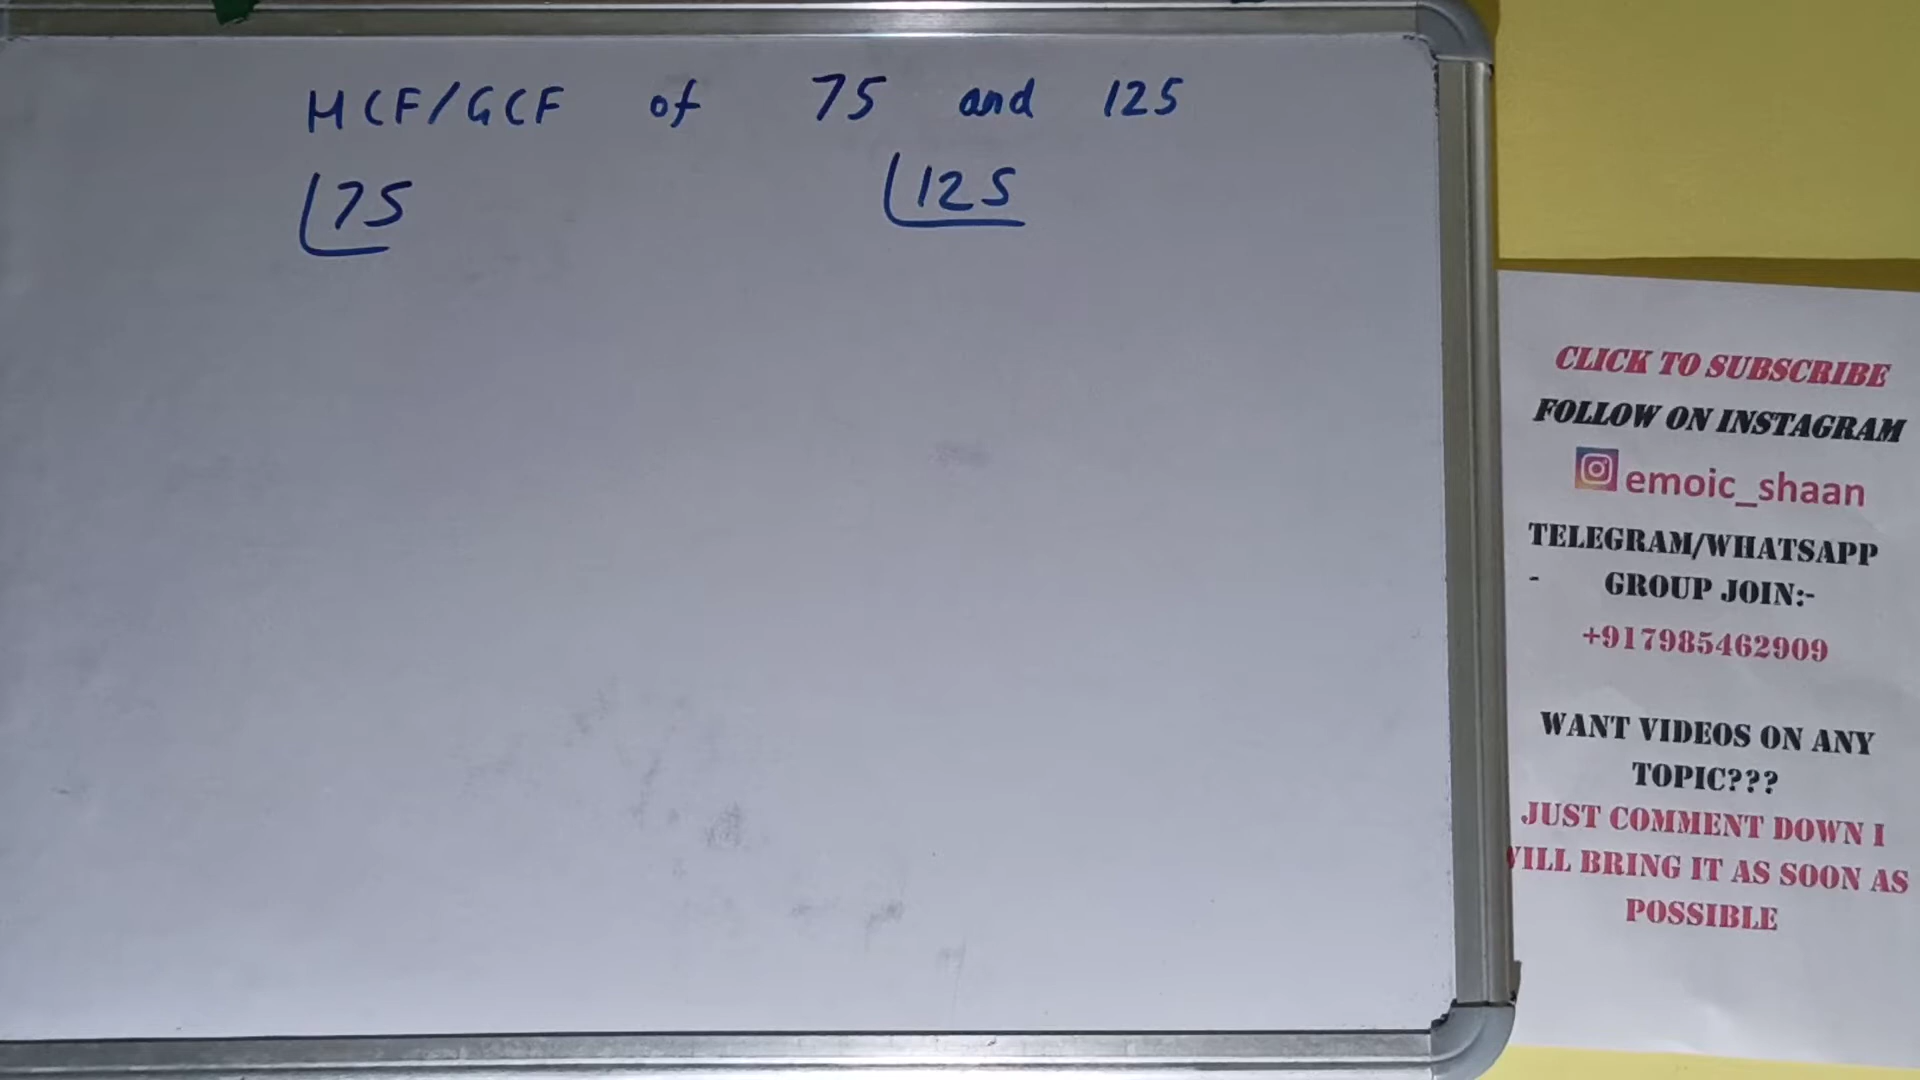 HCF/GCF of 75 and 125
75 125
CLICK TO SUBSCRIBE
FOLLOW ON INSTAGRAM
emoic_shaan
TELEGRAM/WHATSAPP
- GROUP JOIN:-
+917985462909
WANT VIDEOS ON ANY
TOPIC???
JUST COMMENT DOWN I
WILL BRING IT AS SOON AS
POSSIBLE